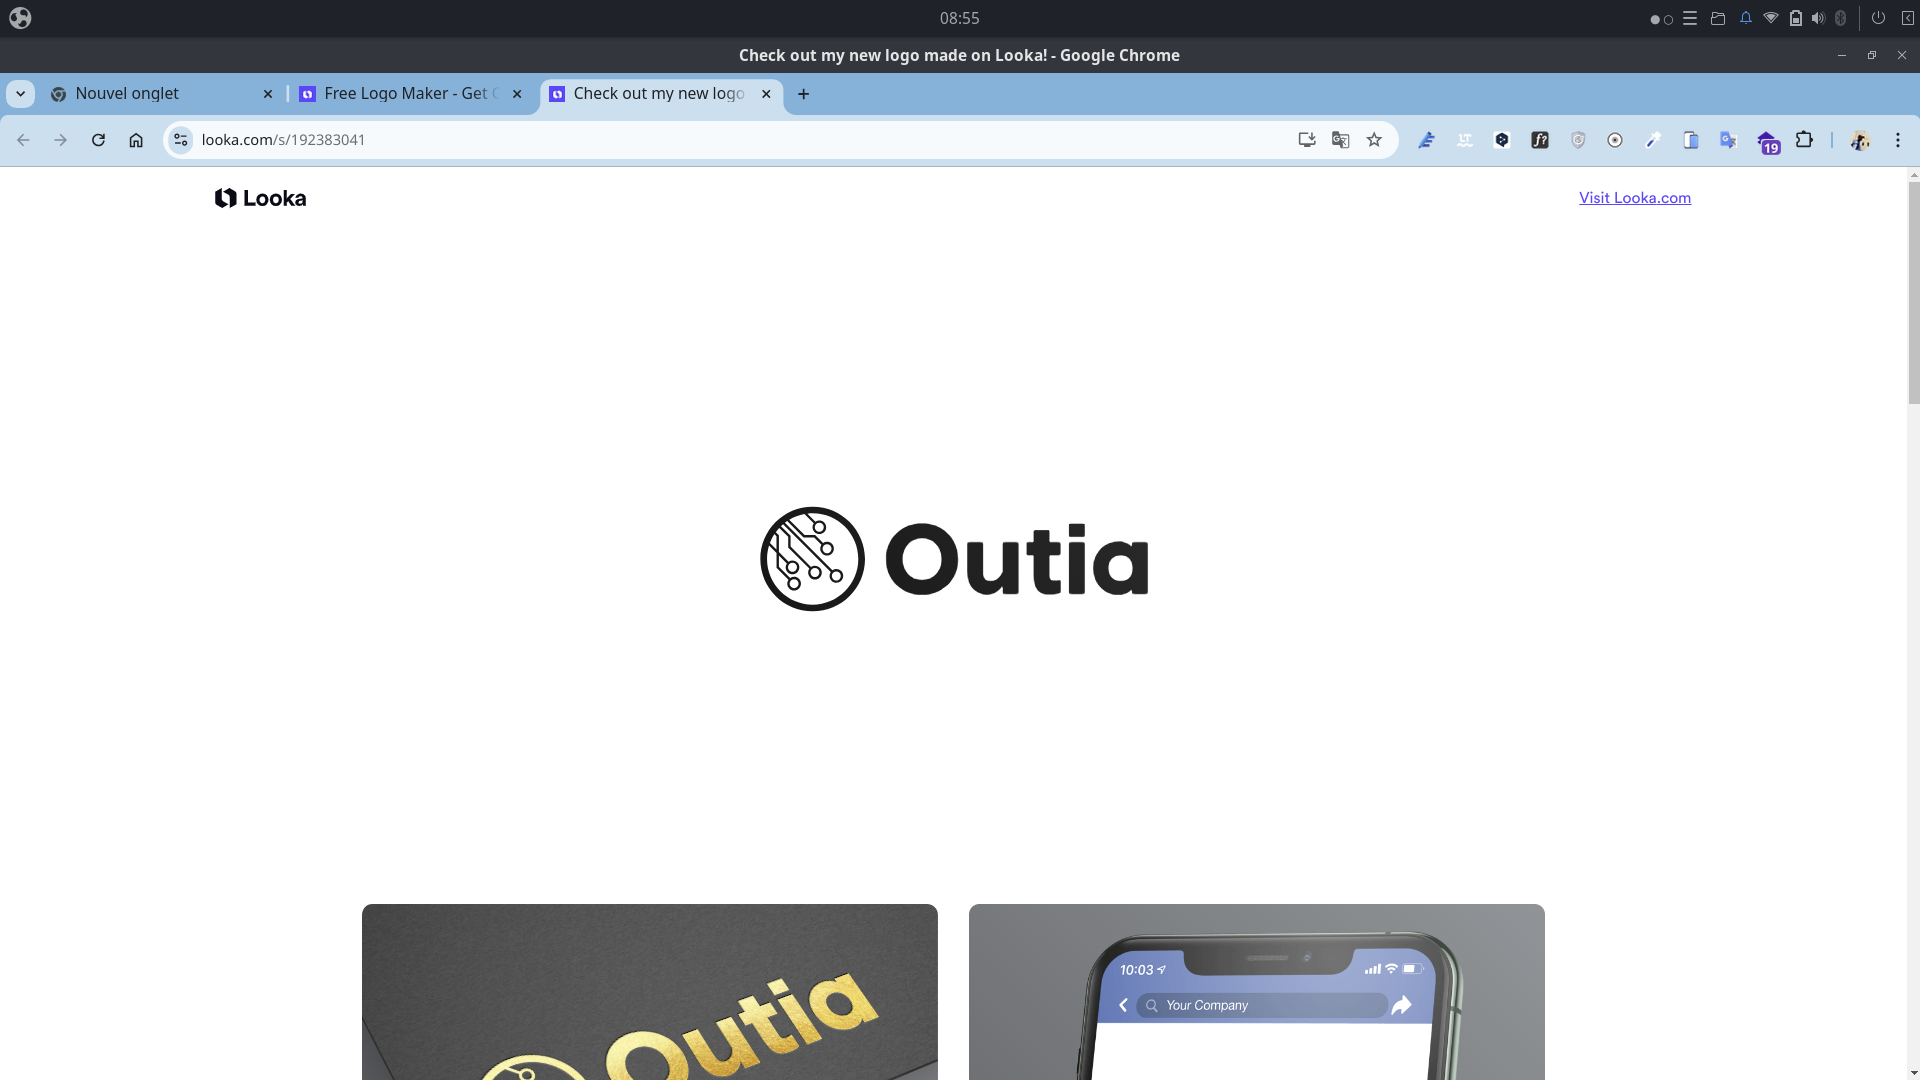 08:55
Check out my new logo made on Looka! - Google Chrome
Nouvel onglet
Free Logo Maker - Get
Check out my new logo
looka.com/s/192383041
f?
19
Looka
Visit Looka.com
Outia
Outia
10:03
Your Company